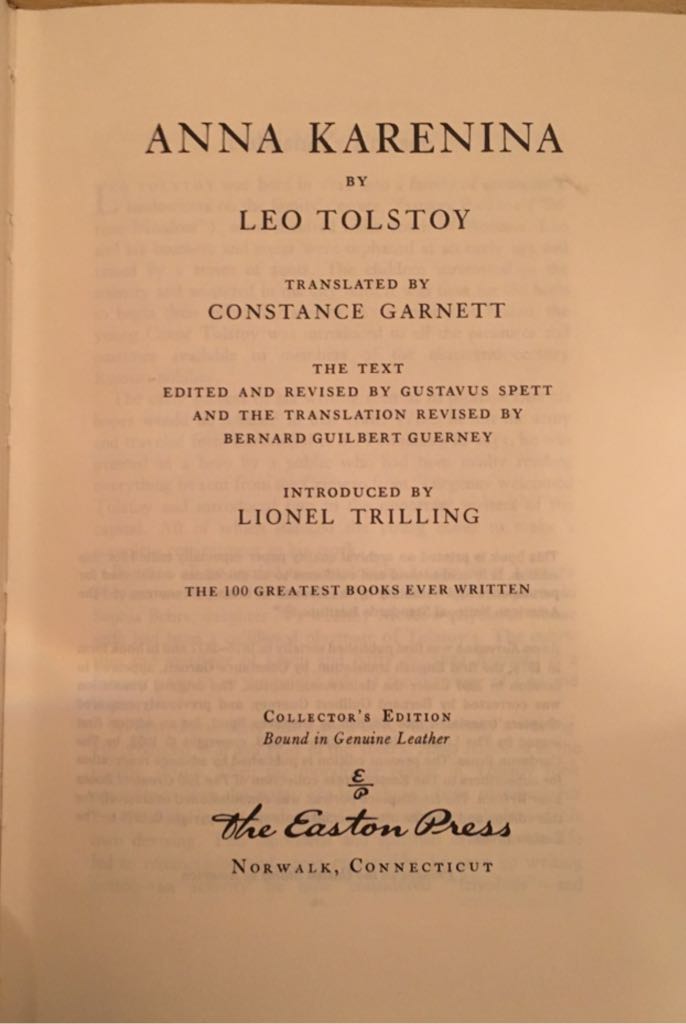 ANNA KARENINA
BY
LEO TOLSTOY
TRANSLATED BY
CONSTANCE GARNETT
THE TEXT
EDITED AND REVISED BY GUSTAVUS SPETT
AND THE TRANSLATION REVISED BY
BERNARD GUILBERT GUERNEY
INTRODUCED BY
LIONEL TRILLING
THE 100 GREATEST BOOKS EVER WRITTEN
COLLECTOR'S EDITION
Bound in Genuine Leather
E
P
The Easton Press
NORWALK, CONNECTICUT